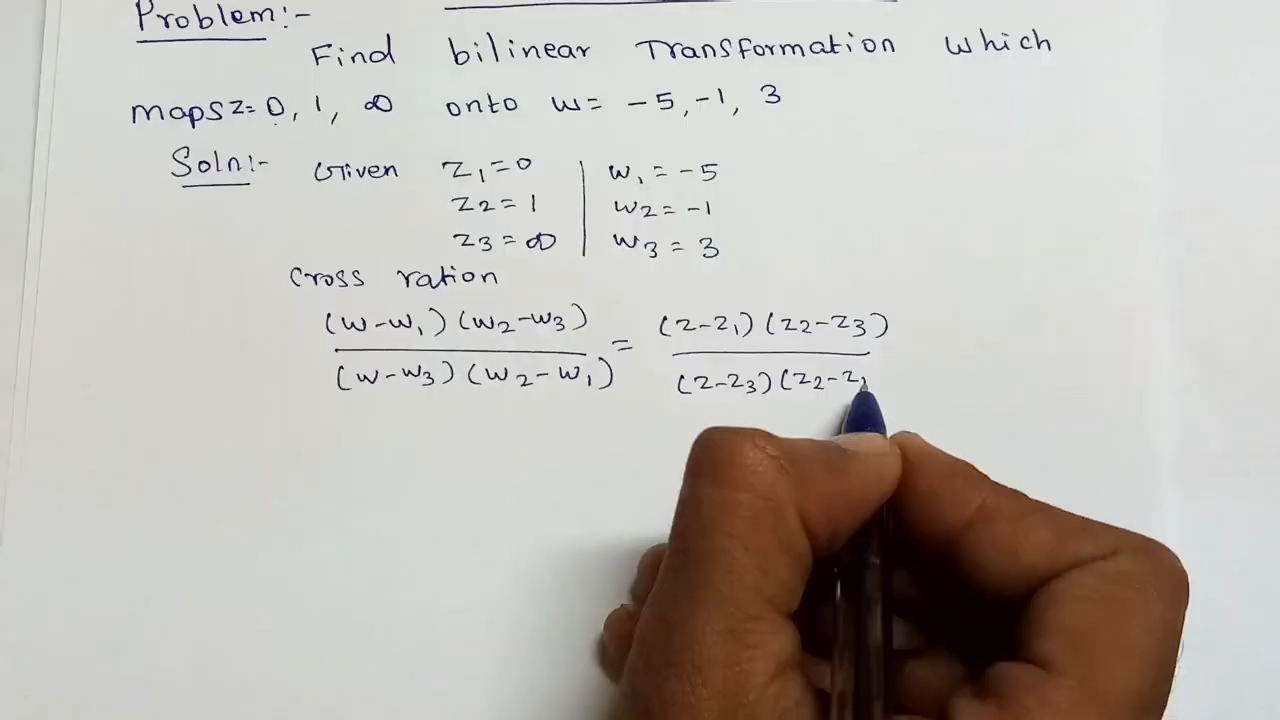 Problem:-
Find bilinear Transformation which
maps z= 0, 1, ∞ onto w= -5, -1, 3
Soln:- Given z₁=0 | w₁ = -5
z₂ = 1 | w₂ = -1
z₃ = ∞ | w₃ = 3
Cross ration
(w-w₁)(w₂-w₃) / (w-w₃)(w₂-w₁) = (z-z₁)(z₂-z₃) / (z-z₃)(z₂-z₁